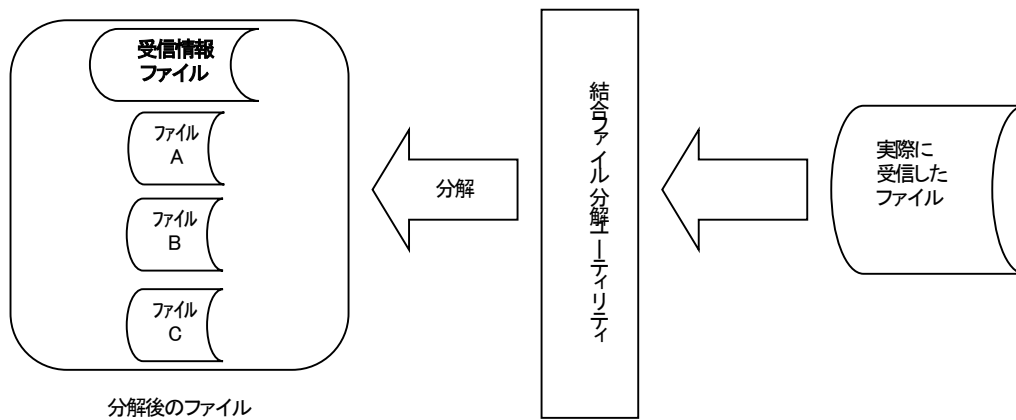 受信情報
ファイル
ファイル
A
ファイル
B
ファイル
C
分解後のファイル
分解
結合ファイル分解ユーティリティ
実際に
受信した
ファイル